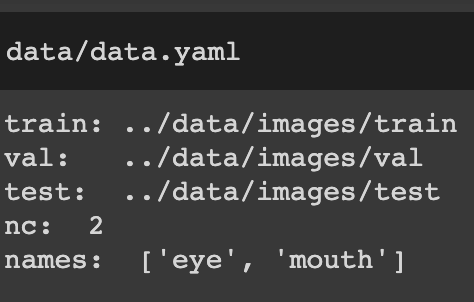 data/data.yaml
train: ../data/images/train
val: ../data/images/val
test: ../data/images/test
nc: 2
names: ['eye', 'mouth']